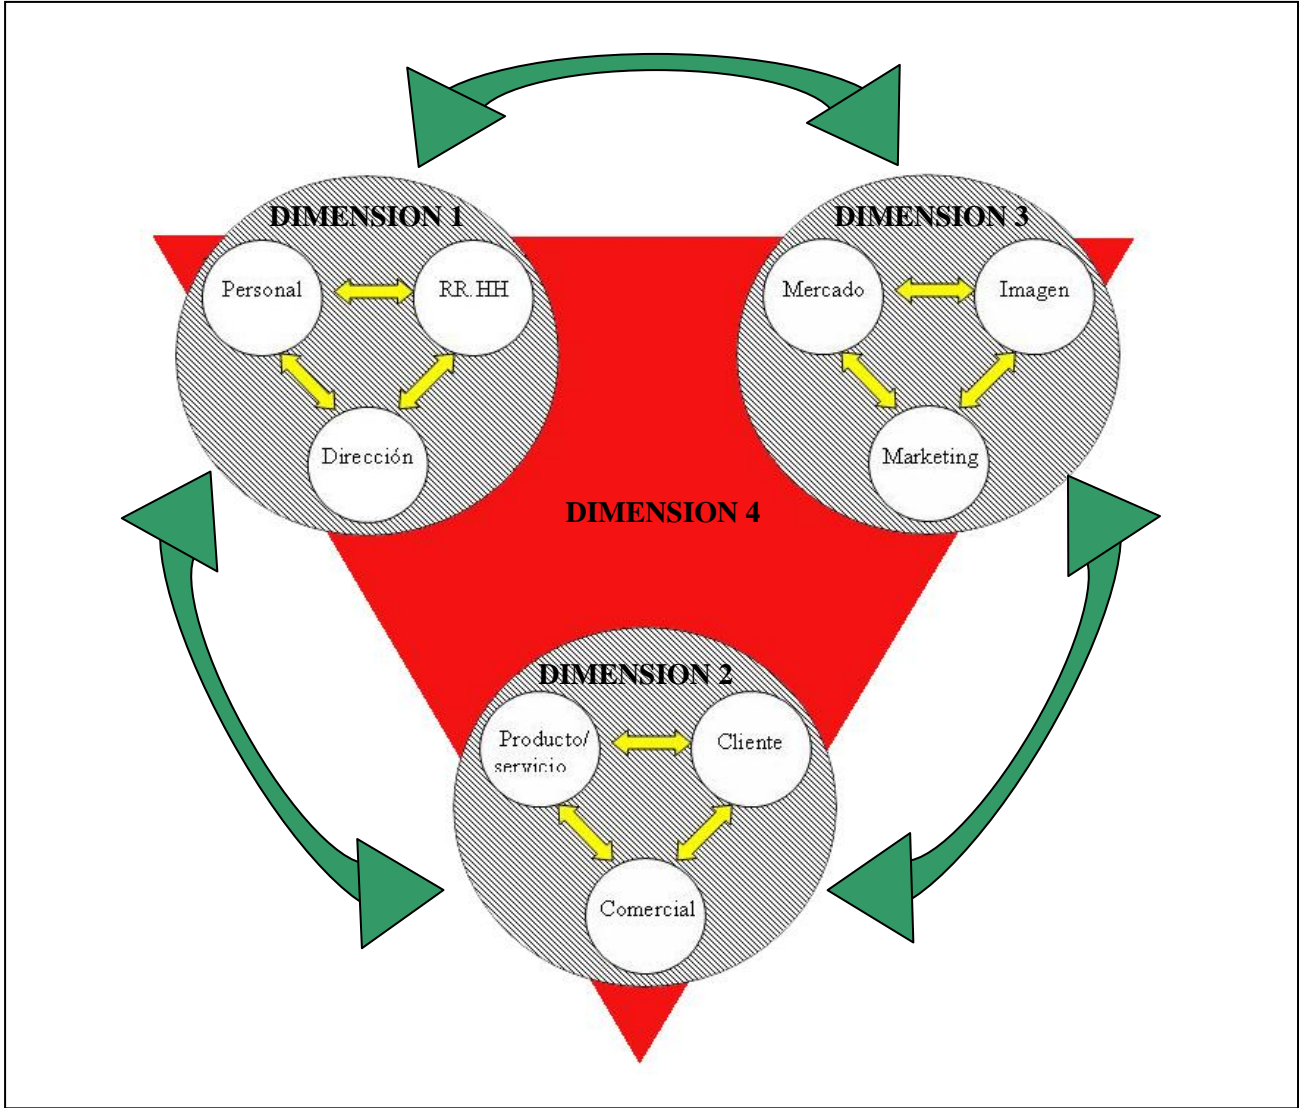 DIMENSION 1
Personal
RR.HH
Dirección
DIMENSION 3
Mercado
Imagen
Marketing
DIMENSION 4
DIMENSION 2
Producto/
servicio
Cliente
Comercial